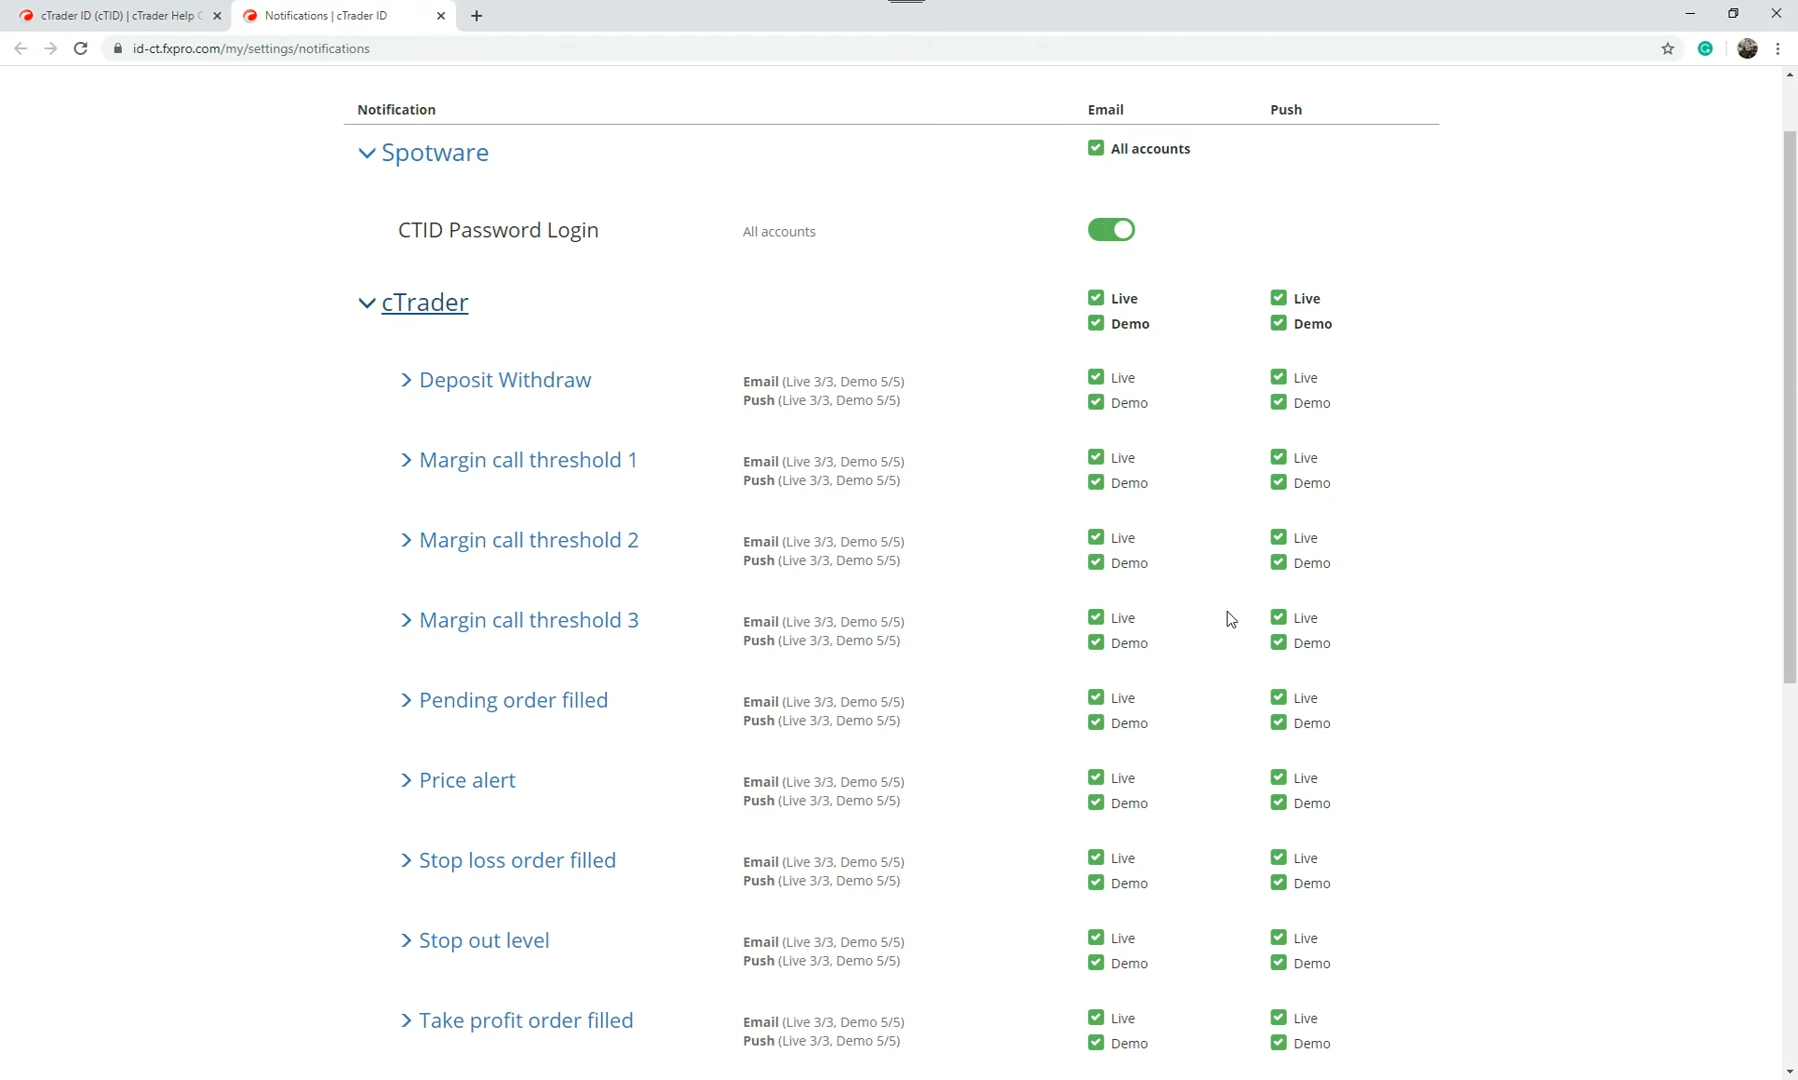 cTrader ID (cTID) | cTrader Help C
Notifications | cTrader ID
id-ct.fxpro.com/my/settings/notifications
Notification Email Push
Spotware All accounts
CTID Password Login All accounts
cTrader Live Live
Demo Demo
Deposit Withdraw Email (Live 3/3, Demo 5/5) Live Live
Push (Live 3/3, Demo 5/5) Demo Demo
Margin call threshold 1 Email (Live 3/3, Demo 5/5) Live Live
Push (Live 3/3, Demo 5/5) Demo Demo
Margin call threshold 2 Email (Live 3/3, Demo 5/5) Live Live
Push (Live 3/3, Demo 5/5) Demo Demo
Margin call threshold 3 Email (Live 3/3, Demo 5/5) Live Live
Push (Live 3/3, Demo 5/5) Demo Demo
Pending order filled Email (Live 3/3, Demo 5/5) Live Live
Push (Live 3/3, Demo 5/5) Demo Demo
Price alert Email (Live 3/3, Demo 5/5) Live Live
Push (Live 3/3, Demo 5/5) Demo Demo
Stop loss order filled Email (Live 3/3, Demo 5/5) Live Live
Push (Live 3/3, Demo 5/5) Demo Demo
Stop out level Email (Live 3/3, Demo 5/5) Live Live
Push (Live 3/3, Demo 5/5) Demo Demo
Take profit order filled Email (Live 3/3, Demo 5/5) Live Live
Push (Live 3/3, Demo 5/5) Demo Demo